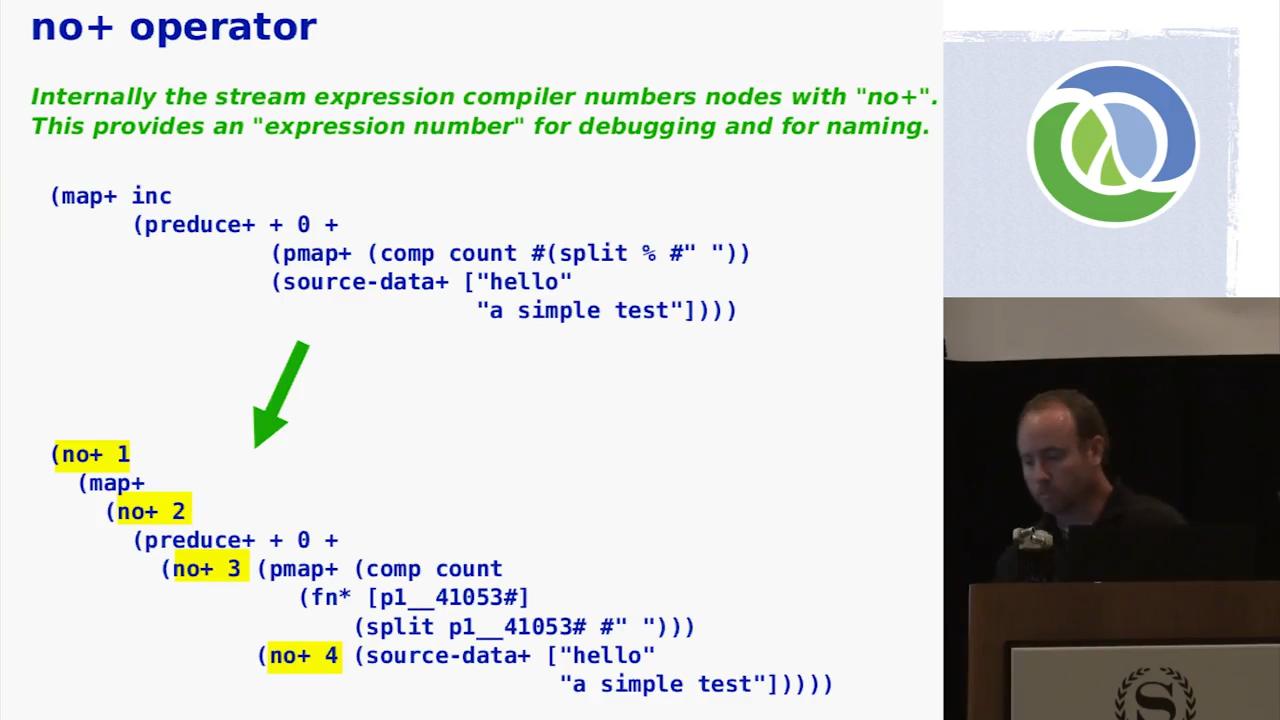 no+ operator
Internally the stream expression compiler numbers nodes with "no+".
This provides an "expression number" for debugging and for naming.
(map+ inc
(preduce+ + 0 +
(pmap+ (comp count #(split % #" "))
(source-data+ ["hello"
"a simple test"])))
(no+ 1
(map+
(no+ 2
(preduce+ + 0 +
(no+ 3 (pmap+ (comp count
(fn* [p1__41053#]
(split p1__41053# #" ")))
(no+ 4 (source-data+ ["hello"
"a simple test"]))))
S